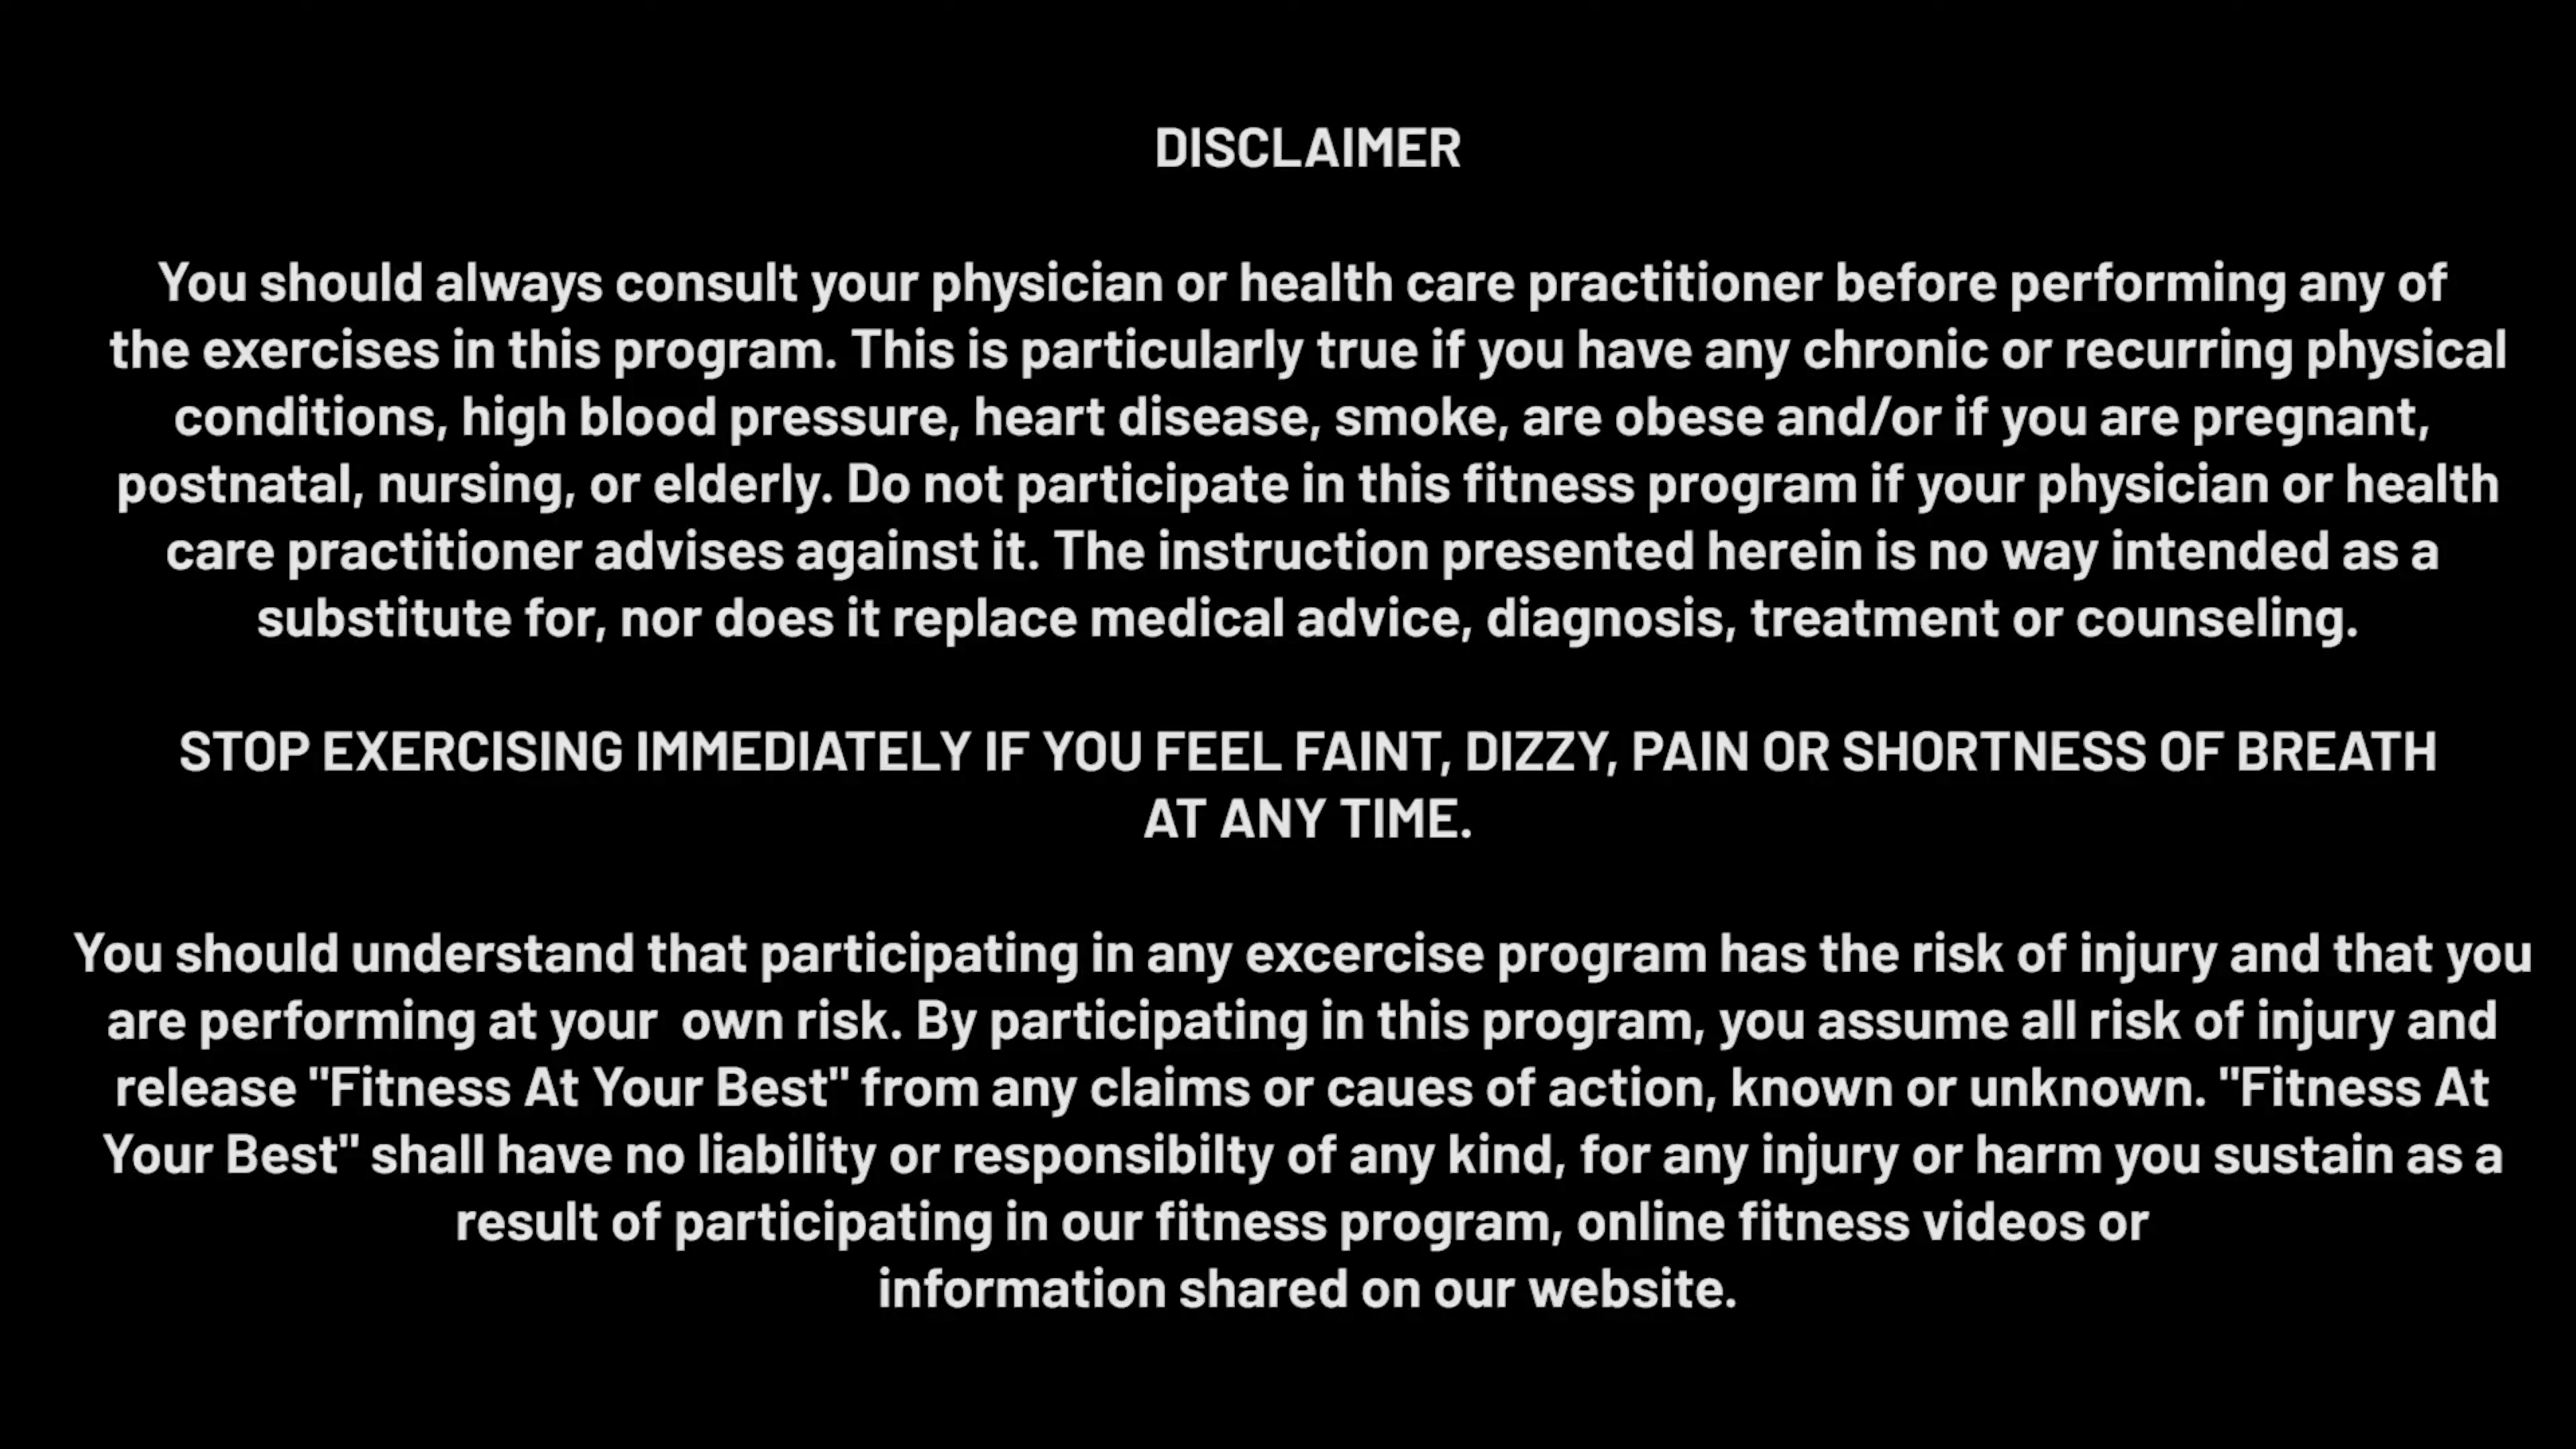 DISCLAIMER
You should always consult your physician or health care practitioner before performing any of
the exercises in this program. This is particularly true if you have any chronic or recurring physical
conditions, high blood pressure, heart disease, smoke, are obese and/or if you are pregnant,
postnatal, nursing, or elderly. Do not participate in this fitness program if your physician or health
care practitioner advises against it. The instruction presented herein is no way intended as a
substitute for, nor does it replace medical advice, diagnosis, treatment or counseling.
STOP EXERCISING IMMEDIATELY IF YOU FEEL FAINT, DIZZY, PAIN OR SHORTNESS OF BREATH
AT ANY TIME.
You should understand that participating in any excercise program has the risk of injury and that you
are performing at your  own risk. By participating in this program, you assume all risk of injury and
release "Fitness At Your Best" from any claims or caues of action, known or unknown. "Fitness At
Your Best" shall have no liability or responsibilty of any kind, for any injury or harm you sustain as a
result of participating in our fitness program, online fitness videos or
information shared on our website.